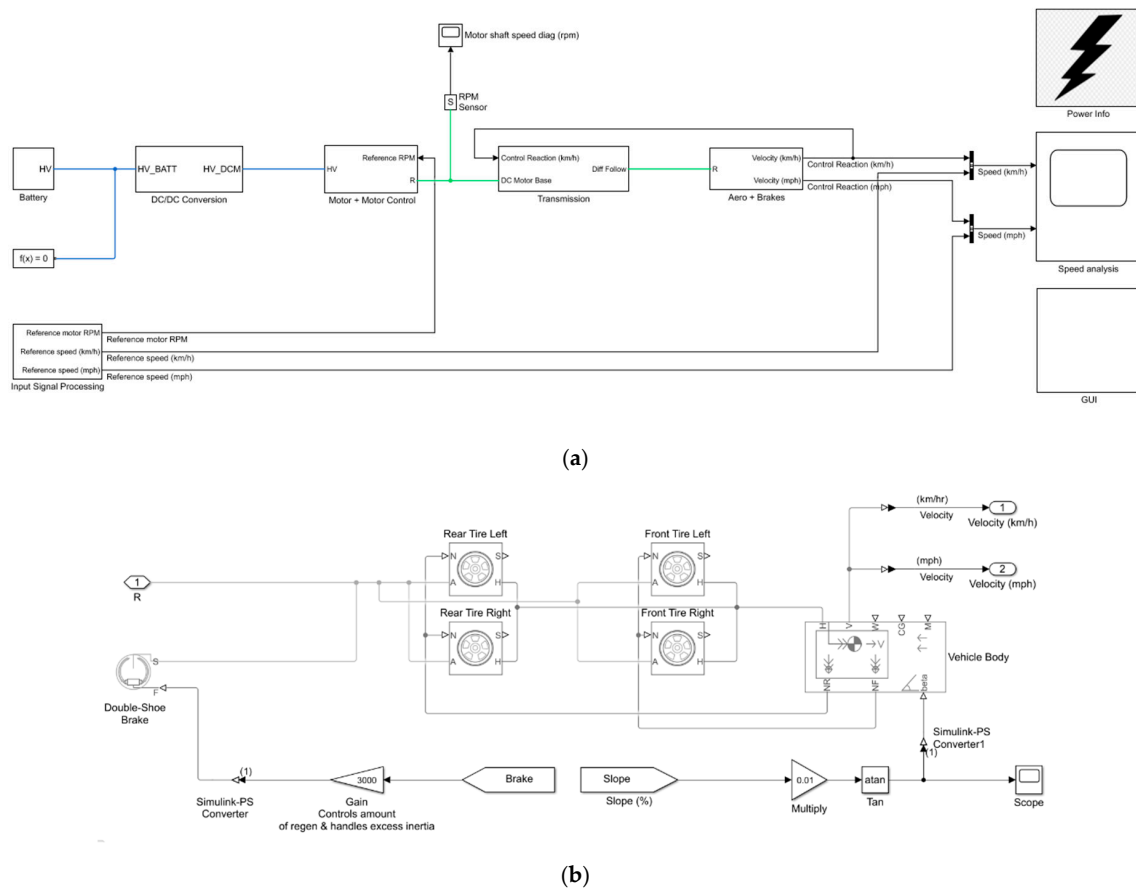 Motor shaft speed diag (rpm)
S
RPM
Sensor
Power Info
HV
Battery
HV_BATT
HV_DCM
DC/DC Conversion
HV
Reference RPM
R
Motor + Motor Control
Control Reaction (km/h)
DC Motor Base
Diff Follow
Transmission
R
Velocity (km/h)
Velocity (mph)
Aero + Brakes
Control Reaction (km/h)
Control Reaction (mph)
Speed (km/h)
Speed (mph)
Speed analysis
f(x) = 0
Reference motor RPM
Reference speed (km/h)
Reference speed (mph)
Input Signal Processing
Reference motor RPM
Reference speed (km/h)
Reference speed (mph)
GUI
(a)
(km/hr)
Velocity
1
Velocity (km/h)
(mph)
Velocity
2
Velocity (mph)
1
R
Rear Tire Left
N
S
A
H
Front Tire Left
N
S
A
H
Rear Tire Right
N
S
A
H
Front Tire Right
N
S
A
H
H
V
W
CG
M
V
NR
NF
beta
Vehicle Body
S
F
Double-Shoe
Brake
(1)
Simulink-PS
Converter
3000
Gain
Controls amount
of regen & handles excess inertia
Brake
Slope
Slope (%)
0.01
Multiply
atan
Tan
Simulink-PS
Converter1
(1)
Scope
(b)